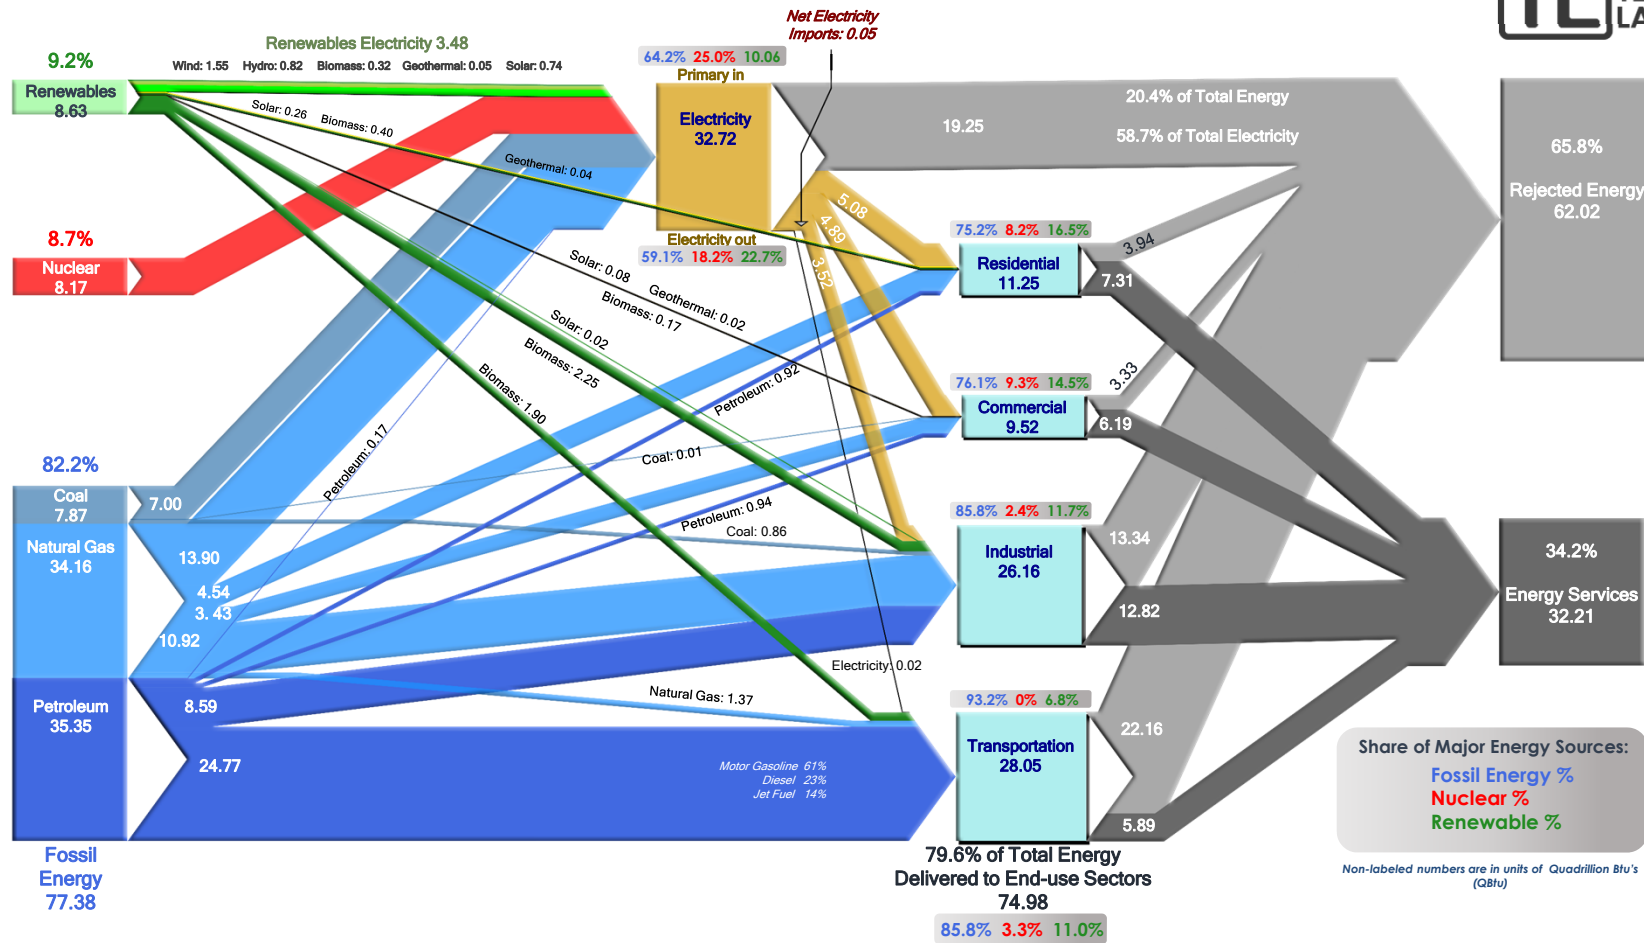 Net Electricity
Imports: 0.05
LA
Renewables Electricity 3.48
Wind: 1.55 Hydro: 0.82 Biomass: 0.32 Geothermal: 0.05 Solar: 0.74
9.2%
Renewables
8.63
64.2% 25.0% 10.06
Primary in
Electricity
32.72
Electricity out
59.1% 18.2% 22.7%
20.4% of Total Energy
19.25
58.7% of Total Electricity
65.8%
Rejected Energy
62.02
Solar: 0.26 Biomass: 0.40
Geothermal: 0.04
8.7%
Nuclear
8.17
5.08
4.89
3.52
75.2% 8.2% 16.5%
Residential
11.25
3.94
7.31
Solar: 0.08 Geothermal: 0.02
Biomass: 0.17
Solar: 0.02
Biomass: 2.25
Biomass: 1.90
Petroleum: 0.92
Petroleum: 0.17
76.1% 9.3% 14.5%
Commercial
9.52
3.33
6.19
82.2%
Coal
7.87
7.00
Natural Gas
34.16
13.90
4.54
3. 43
10.92
Coal: 0.01
Petroleum: 0.94
Coal: 0.86
85.8% 2.4% 11.7%
Industrial
26.16
13.34
12.82
34.2%
Energy Services
32.21
Petroleum
35.35
8.59
24.77
Natural Gas: 1.37
Electricity: 0.02
93.2% 0% 6.8%
Transportation
28.05
22.16
5.89
Motor Gasoline 61%
Diesel 23%
Jet Fuel 14%
Share of Major Energy Sources:
Fossil Energy %
Nuclear %
Renewable %
Non-labeled numbers are in units of Quadrillion Btu's
(QBtu)
Fossil
Energy
77.38
79.6% of Total Energy
Delivered to End-use Sectors
74.98
85.8% 3.3% 11.0%